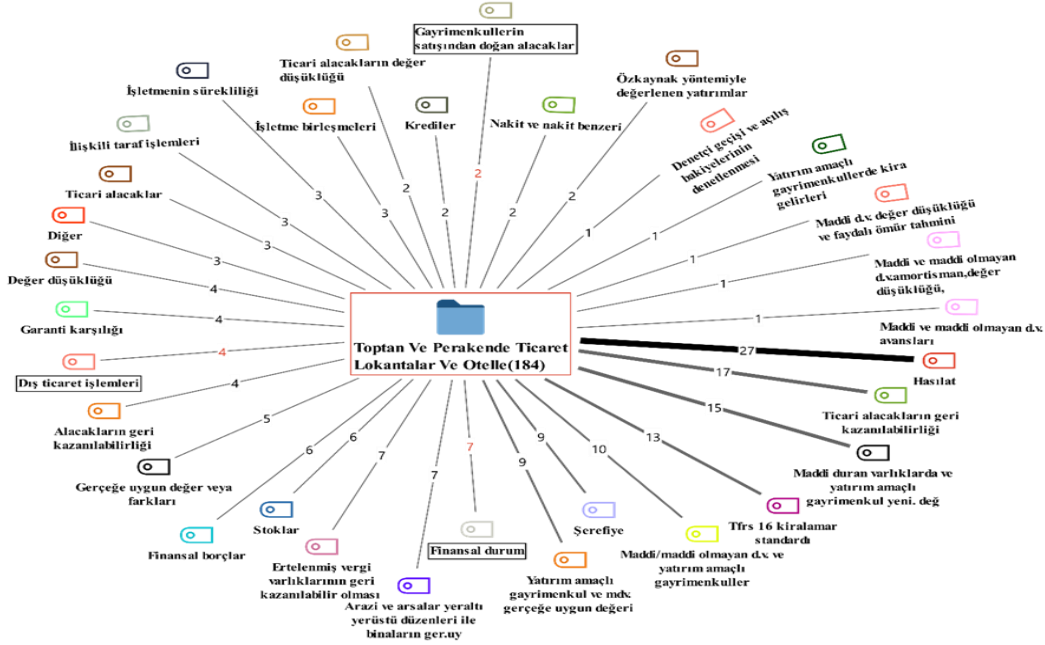 Gayrimenkullerin
satışından doğan alacaklar
Ticari alacakların değer
düşüklüğü
Özkaynak yöntemiyle
değerlenen yatırımlar
İşletmenin sürekliliği
İşletme birleşmeleri
Krediler
Nakit ve nakit benzeri
Denetçi geçişi ve açılış
bakiyelerinin
denetlenmesi
İlişkili taraf işlemleri
Yatırım amaçlı
gayrimenkullerde kira
gelirleri
Ticari alacaklar
Maddi d.v. değer düşüklüğü
ve faydalı ömür tahmini
Diğer
Maddi ve maddi olmayan
d.v.amortisman,değer
düşüklüğü,
Değer düşüklüğü
Garanti karşılığı
Maddi ve maddi olmayan d.v.
avansları
Toptan Ve Perakende Ticaret
Lokantalar Ve Otelle(184)
Dış ticaret işlemleri
Hasılat
Alacakların geri
kazanılabilirliği
Ticari alacakların geri
kazanılabilirliği
Gerçeğe uygun değer veya
farkları
Maddi duran varlıklarda ve
yatırım amaçlı
gayrimenkul yeni. değ
Finansal borçlar
Stoklar
Ertelenmiş vergi
varlıklarının geri
kazanılabilir olması
Arazi ve arsalar yeraltı
yerüstü düzenleri ile
binaların ger.uy
Finansal durum
Yatırım amaçlı
gayrimenkul ve mdv.
gerçeğe uygun değeri
Şerefiye
Maddi/maddi olmayan d.v. ve
yatırım amaçlı
gayrimenkuller
Tfrs 16 kiralamar
standardı
3
3
3
3
4
4
4
4
5
6
6
7
7
7
9
9
10
13
15
17
27
1
1
1
1
1
2
2
2
2
2
3